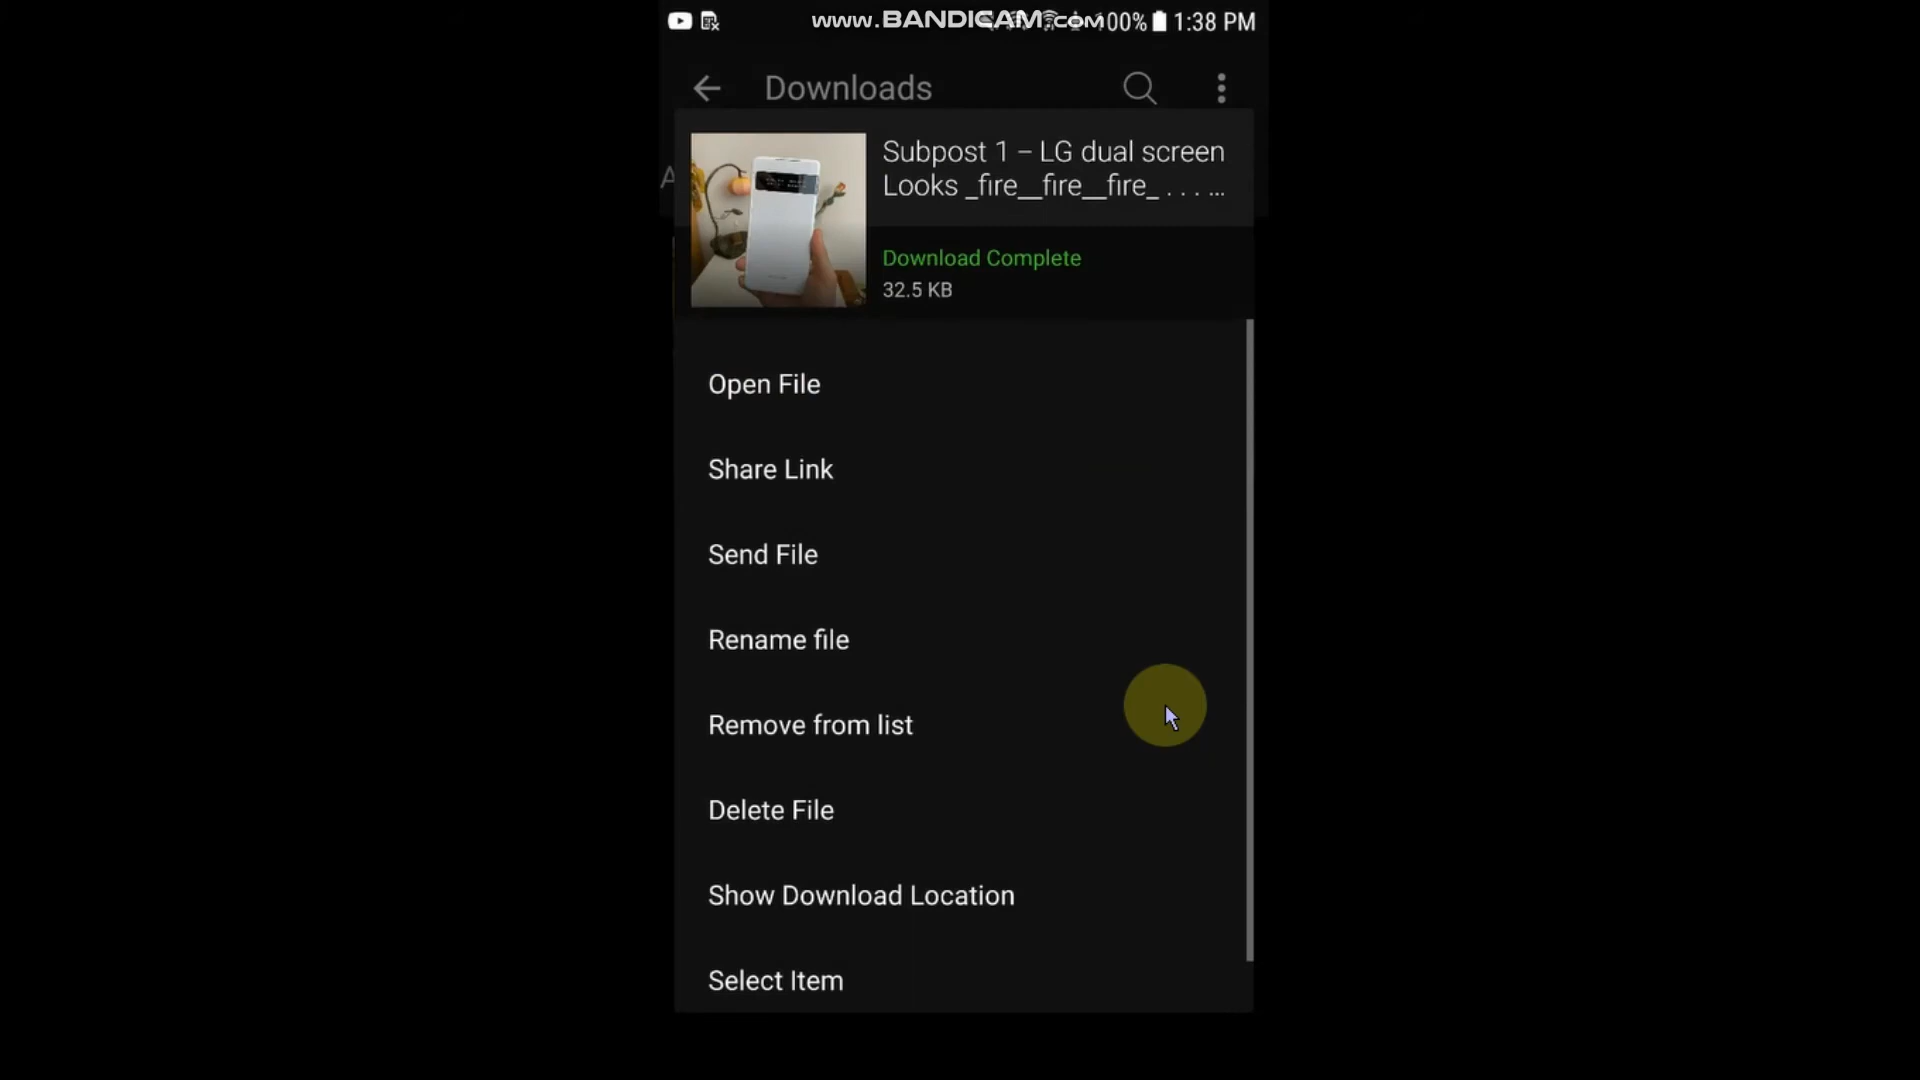 www.BANDICAM.com 100% 1:38 PM
Downloads
Subpost 1 – LG dual screen
Looks _fire__fire__fire_ . . . ...
Download Complete
32.5 KB
Open File
Share Link
Send File
Rename file
Remove from list
Delete File
Show Download Location
Select Item